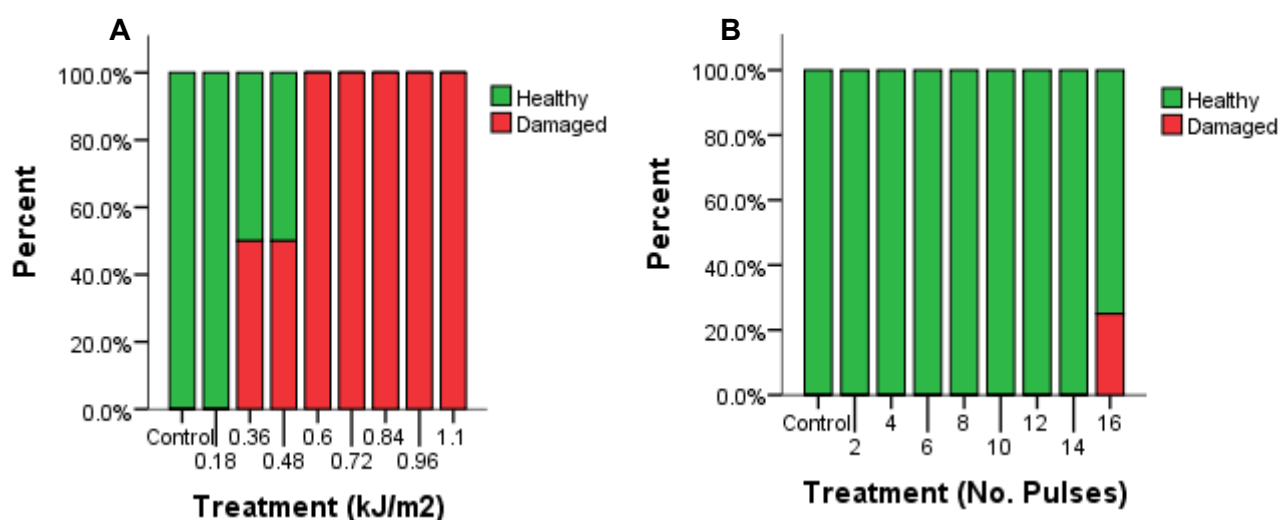 A
Percent
100.0%
80.0%
60.0%
40.0%
20.0%
0.0%
Control 0.36 0.6 0.84 1.1
0.18 0.48 0.72 0.96
Treatment (kJ/m2)
Healthy
Damaged
B
Percent
100.0%
80.0%
60.0%
40.0%
20.0%
0.0%
Control 4 8 12 16
2 6 10 14
Treatment (No. Pulses)
Healthy
Damaged